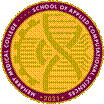 MEHARRY MEDICAL COLLEGE
SCHOOL OF APPLIED COMPUTATIONAL SCIENCES
2021